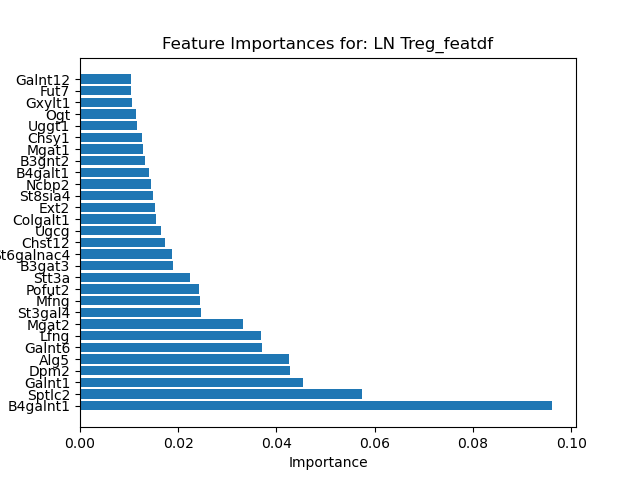 Feature Importances for: LN Treg_featdf
Galnt12
Fut7
Gxylt1
Ogt
Uggt1
Chsy1
Mgat1
B3gnt2
B4galt1
Ncbp2
St8sia4
Ext2
Colgalt1
Ugcg
Chst12
St6galnac4
B3gat3
Stt3a
Pofut2
Mfng
St3gal4
Mgat2
Lfng
Galnt6
Alg5
Dpm2
Galnt1
Sptlc2
B4galnt1
0.00 0.02 0.04 0.06 0.08 0.10
Importance